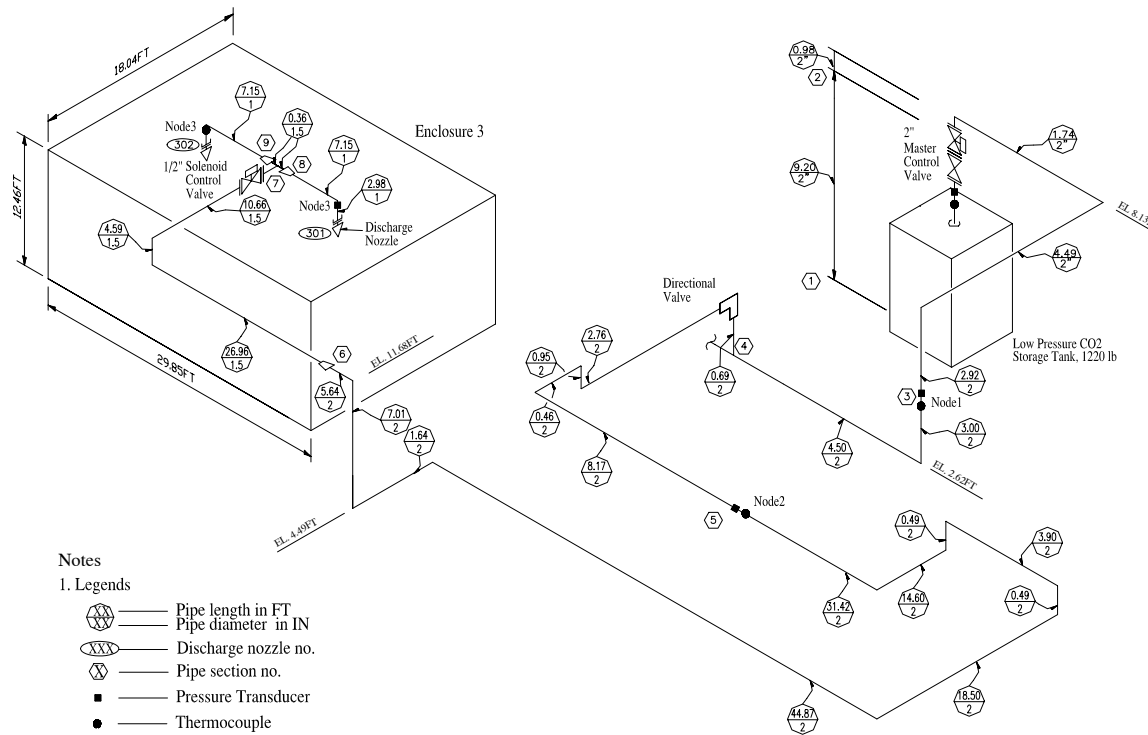 18.04FT
12.46FT
29.85FT
Enclosure 3
7.15
1
0.36
1.5
7.15
1
Node3
302
9
8
1/2" Solenoid
Control
Valve
7
2.98
1
Node3
301
Discharge
Nozzle
10.66
1.5
4.59
1.5
26.96
1.5
6
EL. 11.68FT
5.64
2
7.01
2
1.64
2
EL. 4.49FT
0.98
2"
2
9.20
2"
1
2"
Master
Control
Valve
1.74
2"
EL 8.13
4.49
2"
Low Pressure CO2
Storage Tank, 1220 lb
2.92
2
3
Node1
3.00
2
EL. 2.62FT
Directional
Valve
4
0.69
2
4.50
2
2.76
2
0.95
2
0.46
2
8.17
2
5
Node2
31.42
2
14.60
2
0.49
2
3.90
2
0.49
2
18.50
2
44.87
2
Notes
1. Legends
XX
XX
Pipe length in FT
Pipe diameter in IN
XXX
Discharge nozzle no.
X
Pipe section no.
Pressure Transducer
Thermocouple